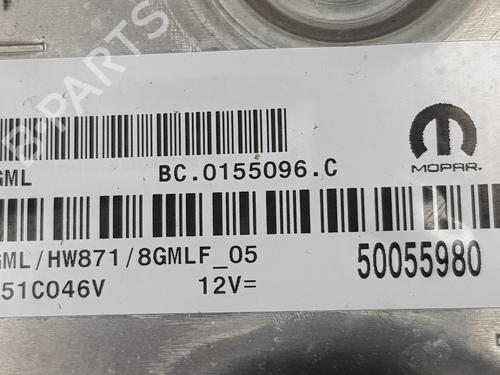 GML BC.0155096.C
MOPAR.
GML/HW871/8GMLF_05 50055980
51C046V 12V=
B-PARTS